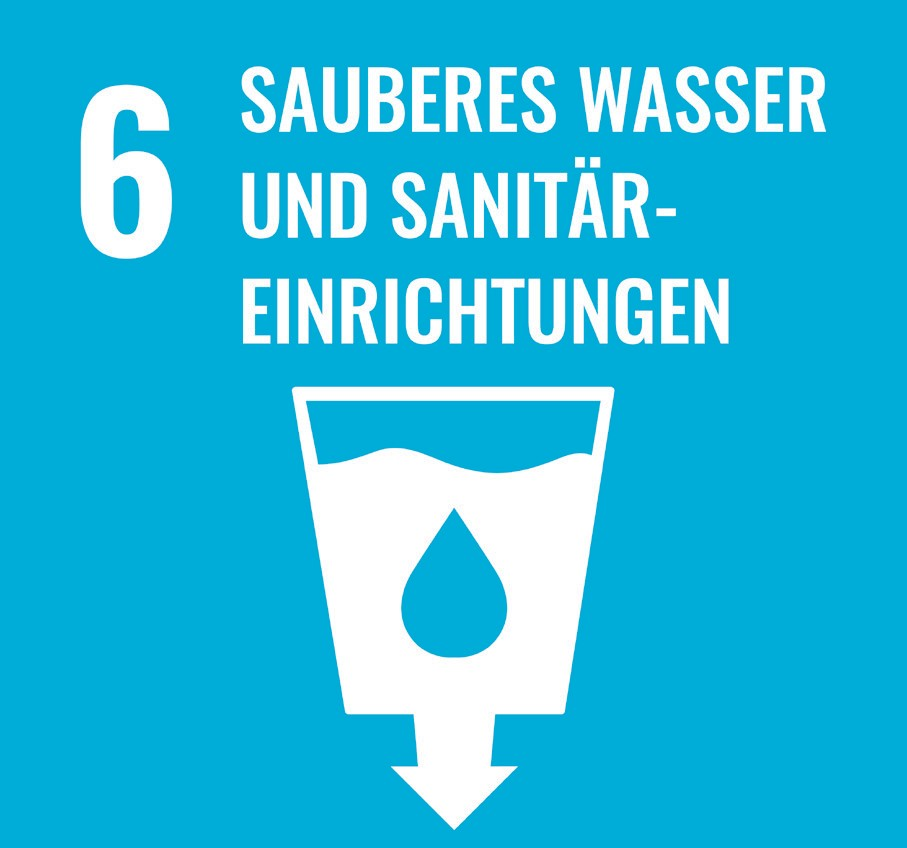 6
SAUBERES WASSER
UND SANITÄR-
EINRICHTUNGEN